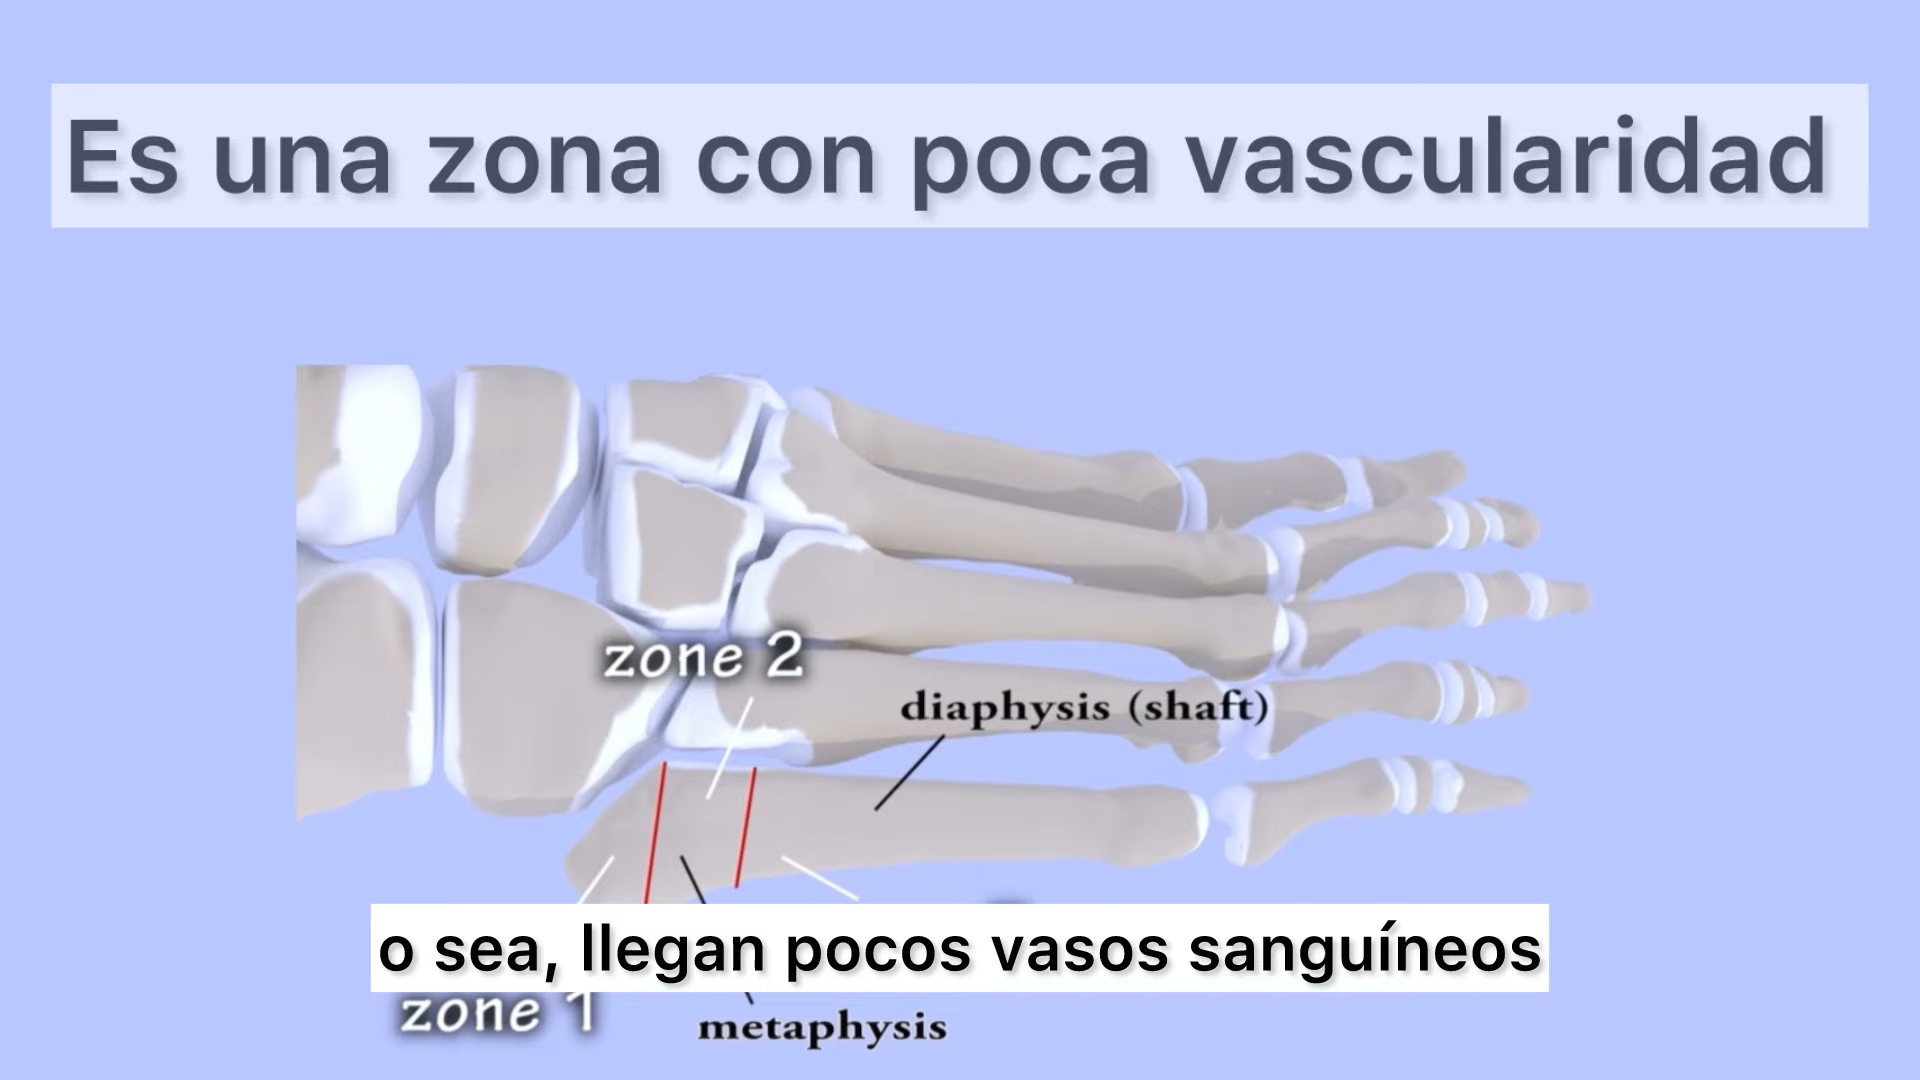 Es una zona con poca vascularidad
zone 2
diaphysis (shaft)
o sea, llegan pocos vasos sanguíneos
zone 1
metaphysis